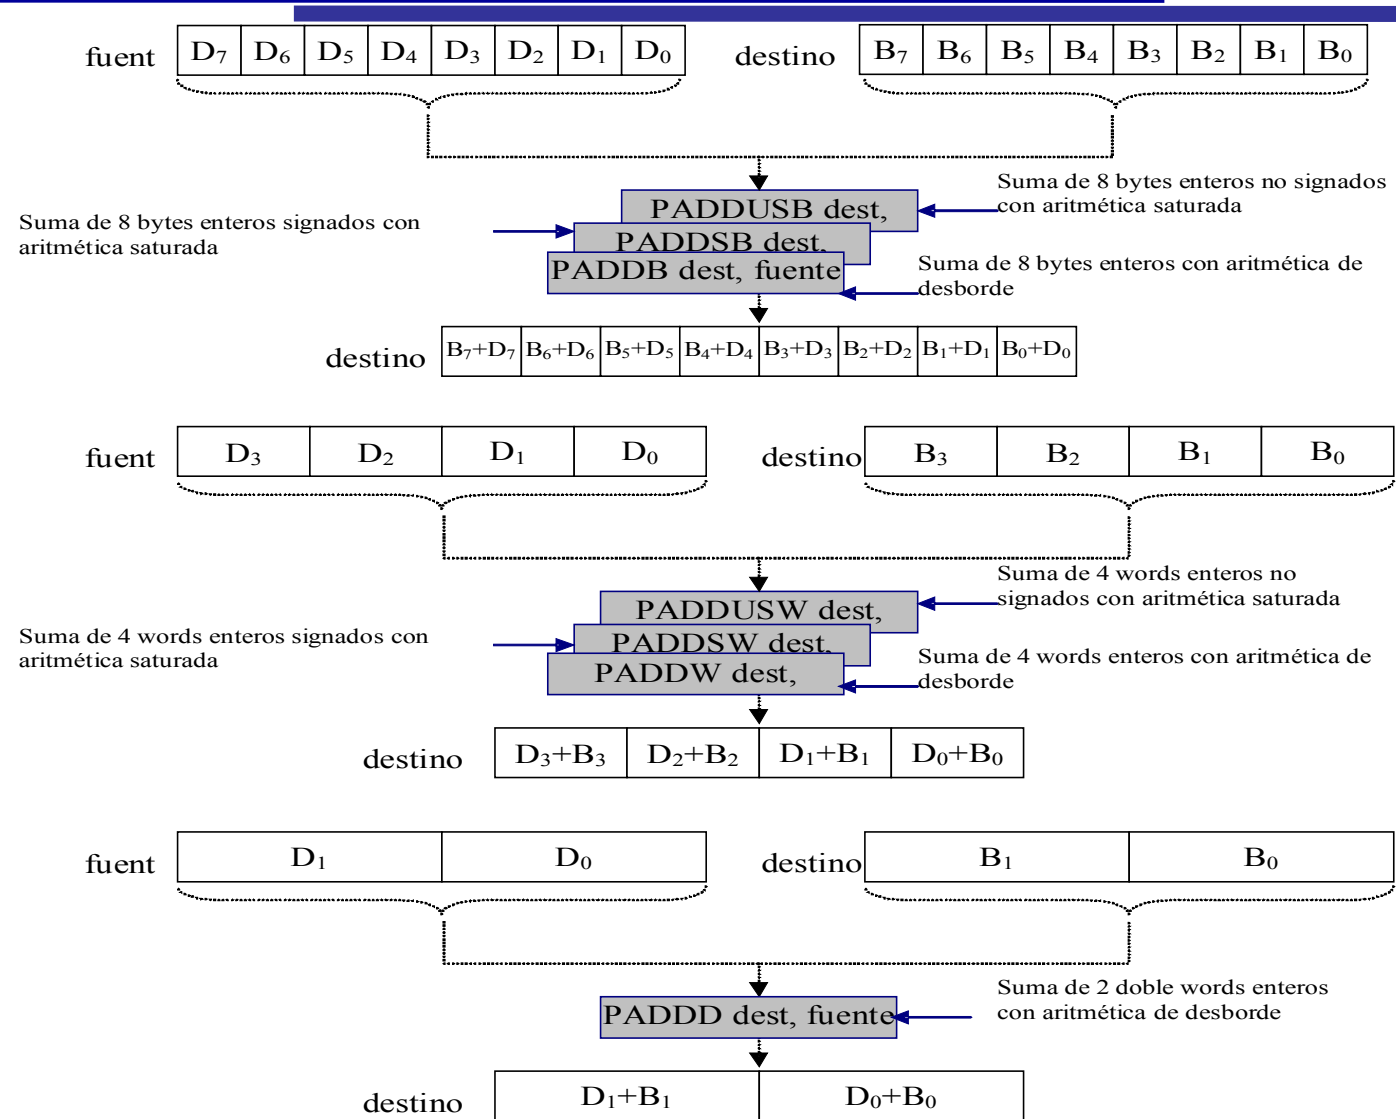 fuent D7 D6 D5 D4 D3 D2 D1 D0 destino B7 B6 B5 B4 B3 B2 B1 B0
Suma de 8 bytes enteros no signados
con aritmética saturada
PADDUSB dest,
Suma de 8 bytes enteros signados con
aritmética saturada
PADDSB dest,
PADDB dest, fuente
Suma de 8 bytes enteros con aritmética de
desborde
destino B7+D7 B6+D6 B5+D5 B4+D4 B3+D3 B2+D2 B1+D1 B0+D0
fuent D3 D2 D1 D0 destino B3 B2 B1 B0
Suma de 4 words enteros no
signados con aritmética saturada
PADDUSW dest,
Suma de 4 words enteros signados con
aritmética saturada
PADDSW dest,
PADDW dest,
Suma de 4 words enteros con aritmética de
desborde
destino D3+B3 D2+B2 D1+B1 D0+B0
fuent D1 D0 destino B1 B0
Suma de 2 doble words enteros
con aritmética de desborde
PADDD dest, fuente
destino D1+B1 D0+B0